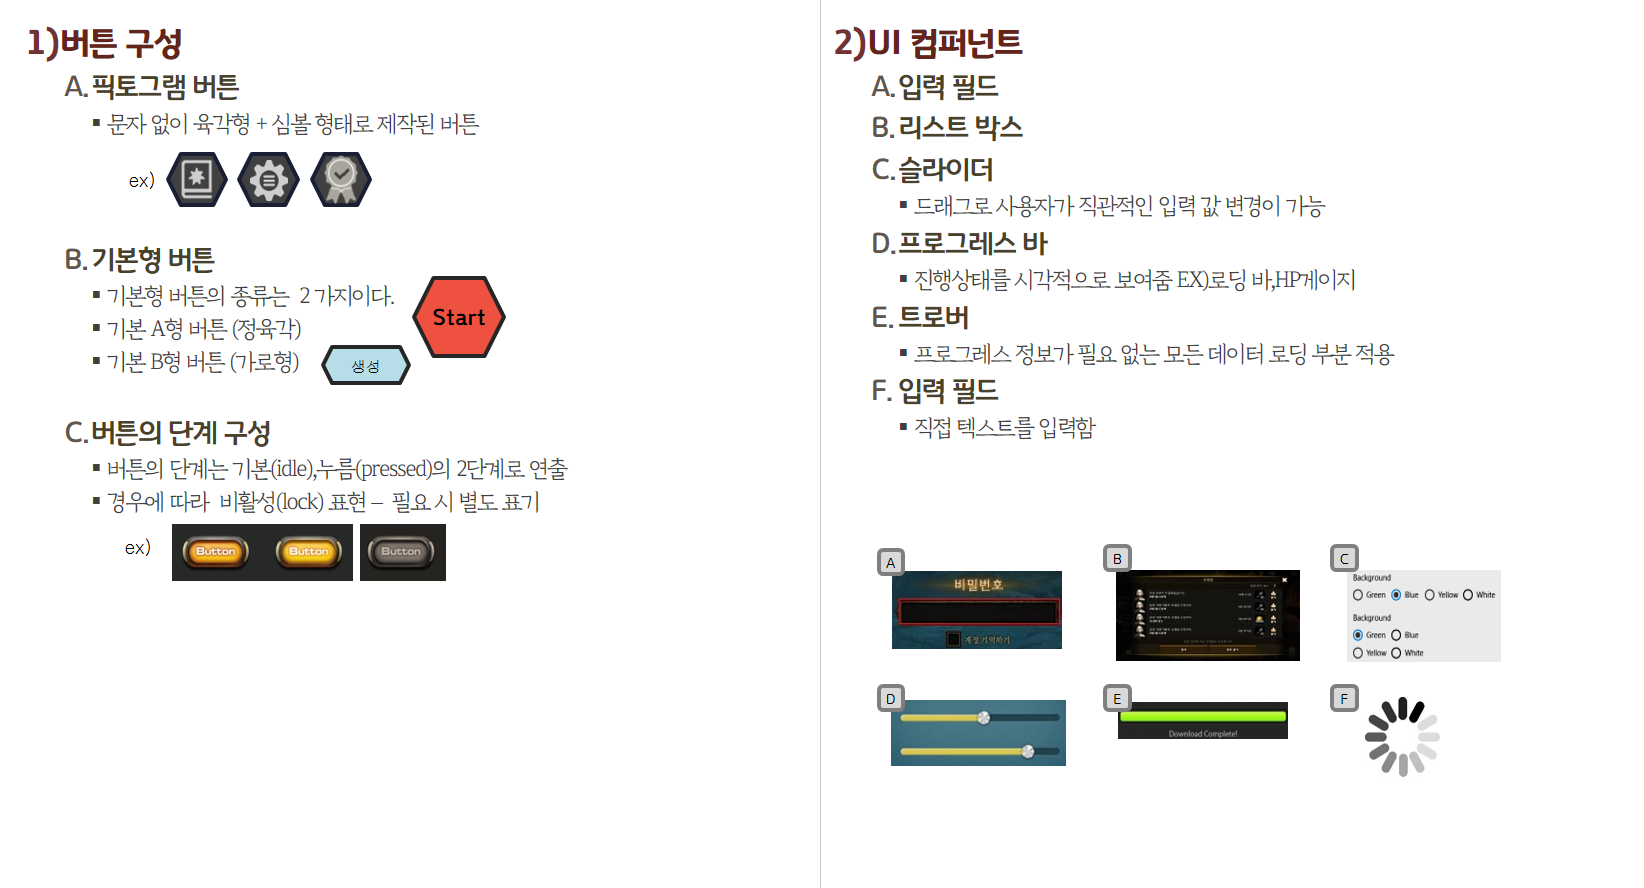 1)버튼 구성
A. 픽토그램 버튼
▪ 문자 없이 육각형 + 심볼 형태로 제작된 버튼
ex)
B. 기본형 버튼
▪ 기본형 버튼의 종류는 2 가지이다.
▪ 기본 A형 버튼 (정육각)
▪ 기본 B형 버튼 (가로형)
Start
생성
C. 버튼의 단계 구성
▪ 버튼의 단계는 기본(idle),누름(pressed)의 2단계로 연출
▪ 경우에 따라 비활성(lock) 표현 – 필요 시 별도 표기
ex)
Button Button Button
2)UI 컴퍼넌트
A. 입력 필드
B. 리스트 박스
C. 슬라이더
▪ 드래그로 사용자가 직관적인 입력 값 변경이 가능
D. 프로그레스 바
▪ 진행상태를 시각적으로 보여줌 EX)로딩 바,HP게이지
E. 트로버
▪ 프로그레스 정보가 필요 없는 모든 데이터 로딩 부분 적용
F. 입력 필드
▪ 직접 텍스트를 입력함
A
비밀번호
계정 기억하기
B
C
Background
Green Blue Yellow White
Background
Green Blue
Yellow White
D
E
Download Complete!
F